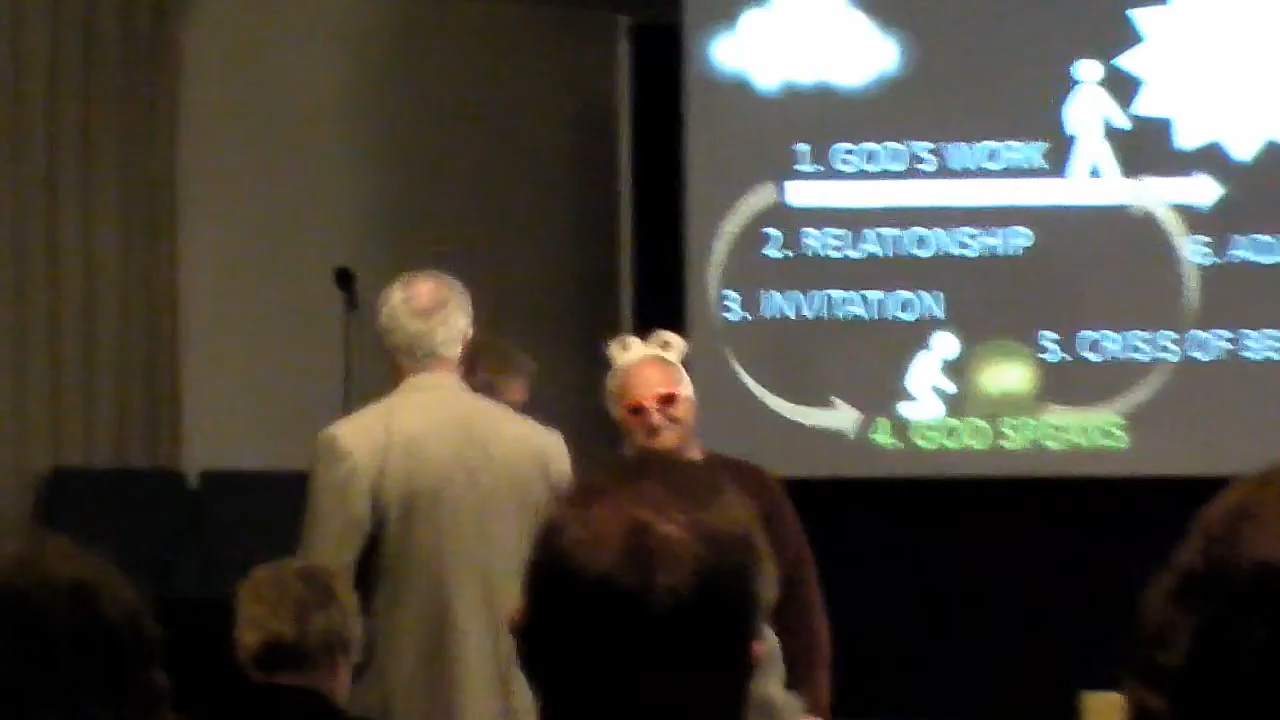 1. GOD'S WORK
2. RELATIONSHIP
3. INVITATION
5. CRISIS OF
4. GOD SPEAKS